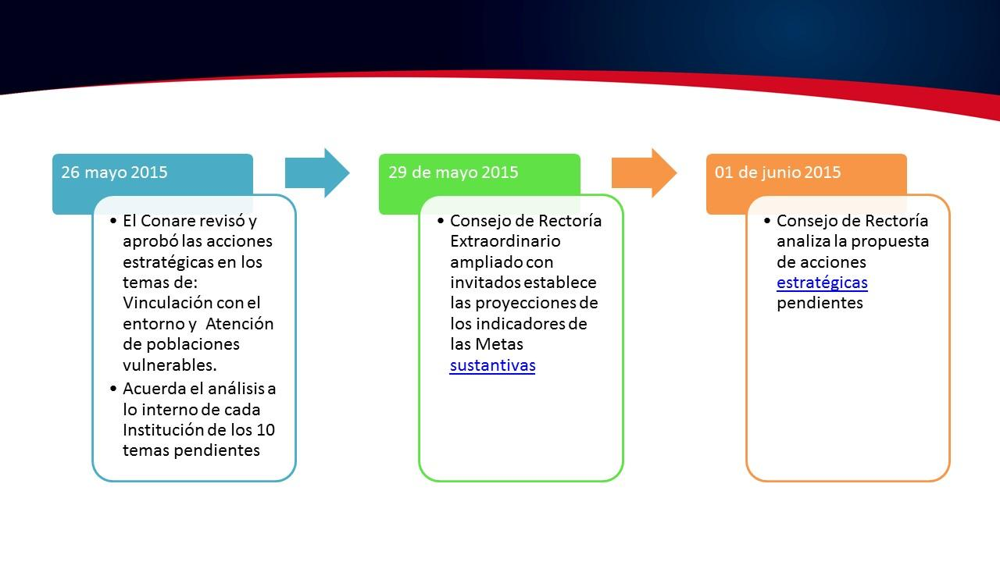 26 mayo 2015
• El Conare revisó y
aprobó las acciones
estratégicas en los
temas de:
Vinculación con el
entorno y  Atención
de poblaciones
vulnerables.
• Acuerda el análisis a
lo interno de cada
Institución de los 10
temas pendientes
29 de mayo 2015
• Consejo de Rectoría
Extraordinario
ampliado con
invitados establece
las proyecciones de
los indicadores de
las Metas
sustantivas
01 de junio 2015
• Consejo de Rectoría
analiza la propuesta
de acciones
estratégicas
pendientes